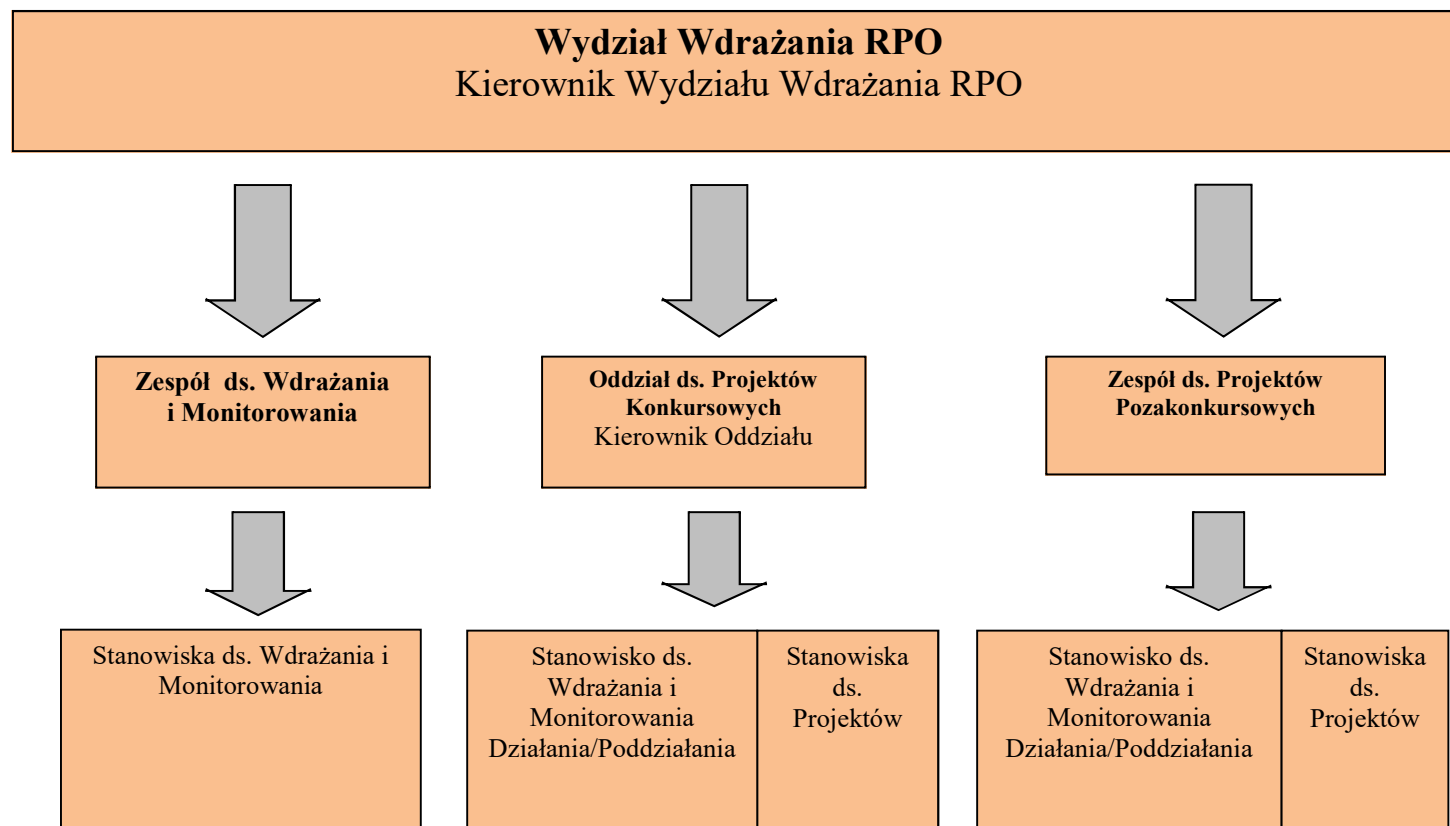 Wydział Wdrażania RPO
Kierownik Wydziału Wdrażania RPO
Zespół ds. Wdrażania
i Monitorowania
Oddział ds. Projektów
Konkursowych
Kierownik Oddziału
Zespół ds. Projektów
Pozakonkursowych
Stanowiska ds. Wdrażania i
Monitorowania
Stanowisko ds.
Wdrażania i
Monitorowania
Działania/Poddziałania
Stanowiska
ds.
Projektów
Stanowisko ds.
Wdrażania i
Monitorowania
Działania/Poddziałania
Stanowiska
ds.
Projektów